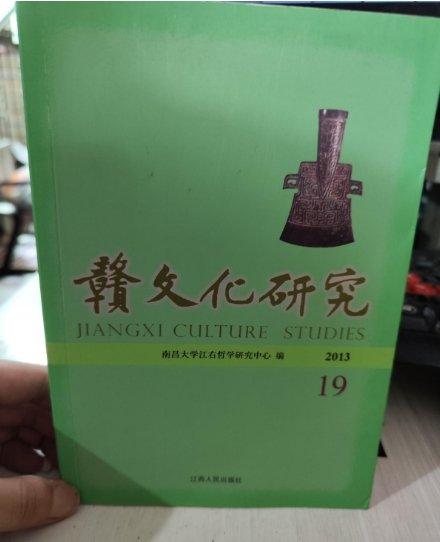 贛文化研究
JIANGXI CULTURE STUDIES
南昌大学江右哲学研究中心 编 2013
19
江西人民出版社